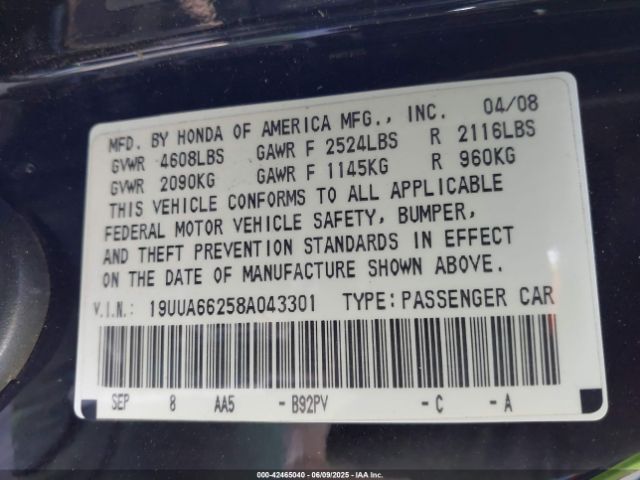 MFD. BY HONDA OF AMERICA MFG., INC. 04/08
GVWR 4608LBS GAWR F 2524LBS R 2116LBS
GVWR 2090KG GAWR F 1145KG R 960KG
THIS VEHICLE CONFORMS TO ALL APPLICABLE
FEDERAL MOTOR VEHICLE SAFETY, BUMPER,
AND THEFT PREVENTION STANDARDS IN EFFECT
ON THE DATE OF MANUFACTURE SHOWN ABOVE.
V.I.N.: 19UUA66258A043301 TYPE: PASSENGER CAR
SEP 8 AA5 - B92PV - C - A
000-42465040 - 06/09/2025 - IAA Inc.